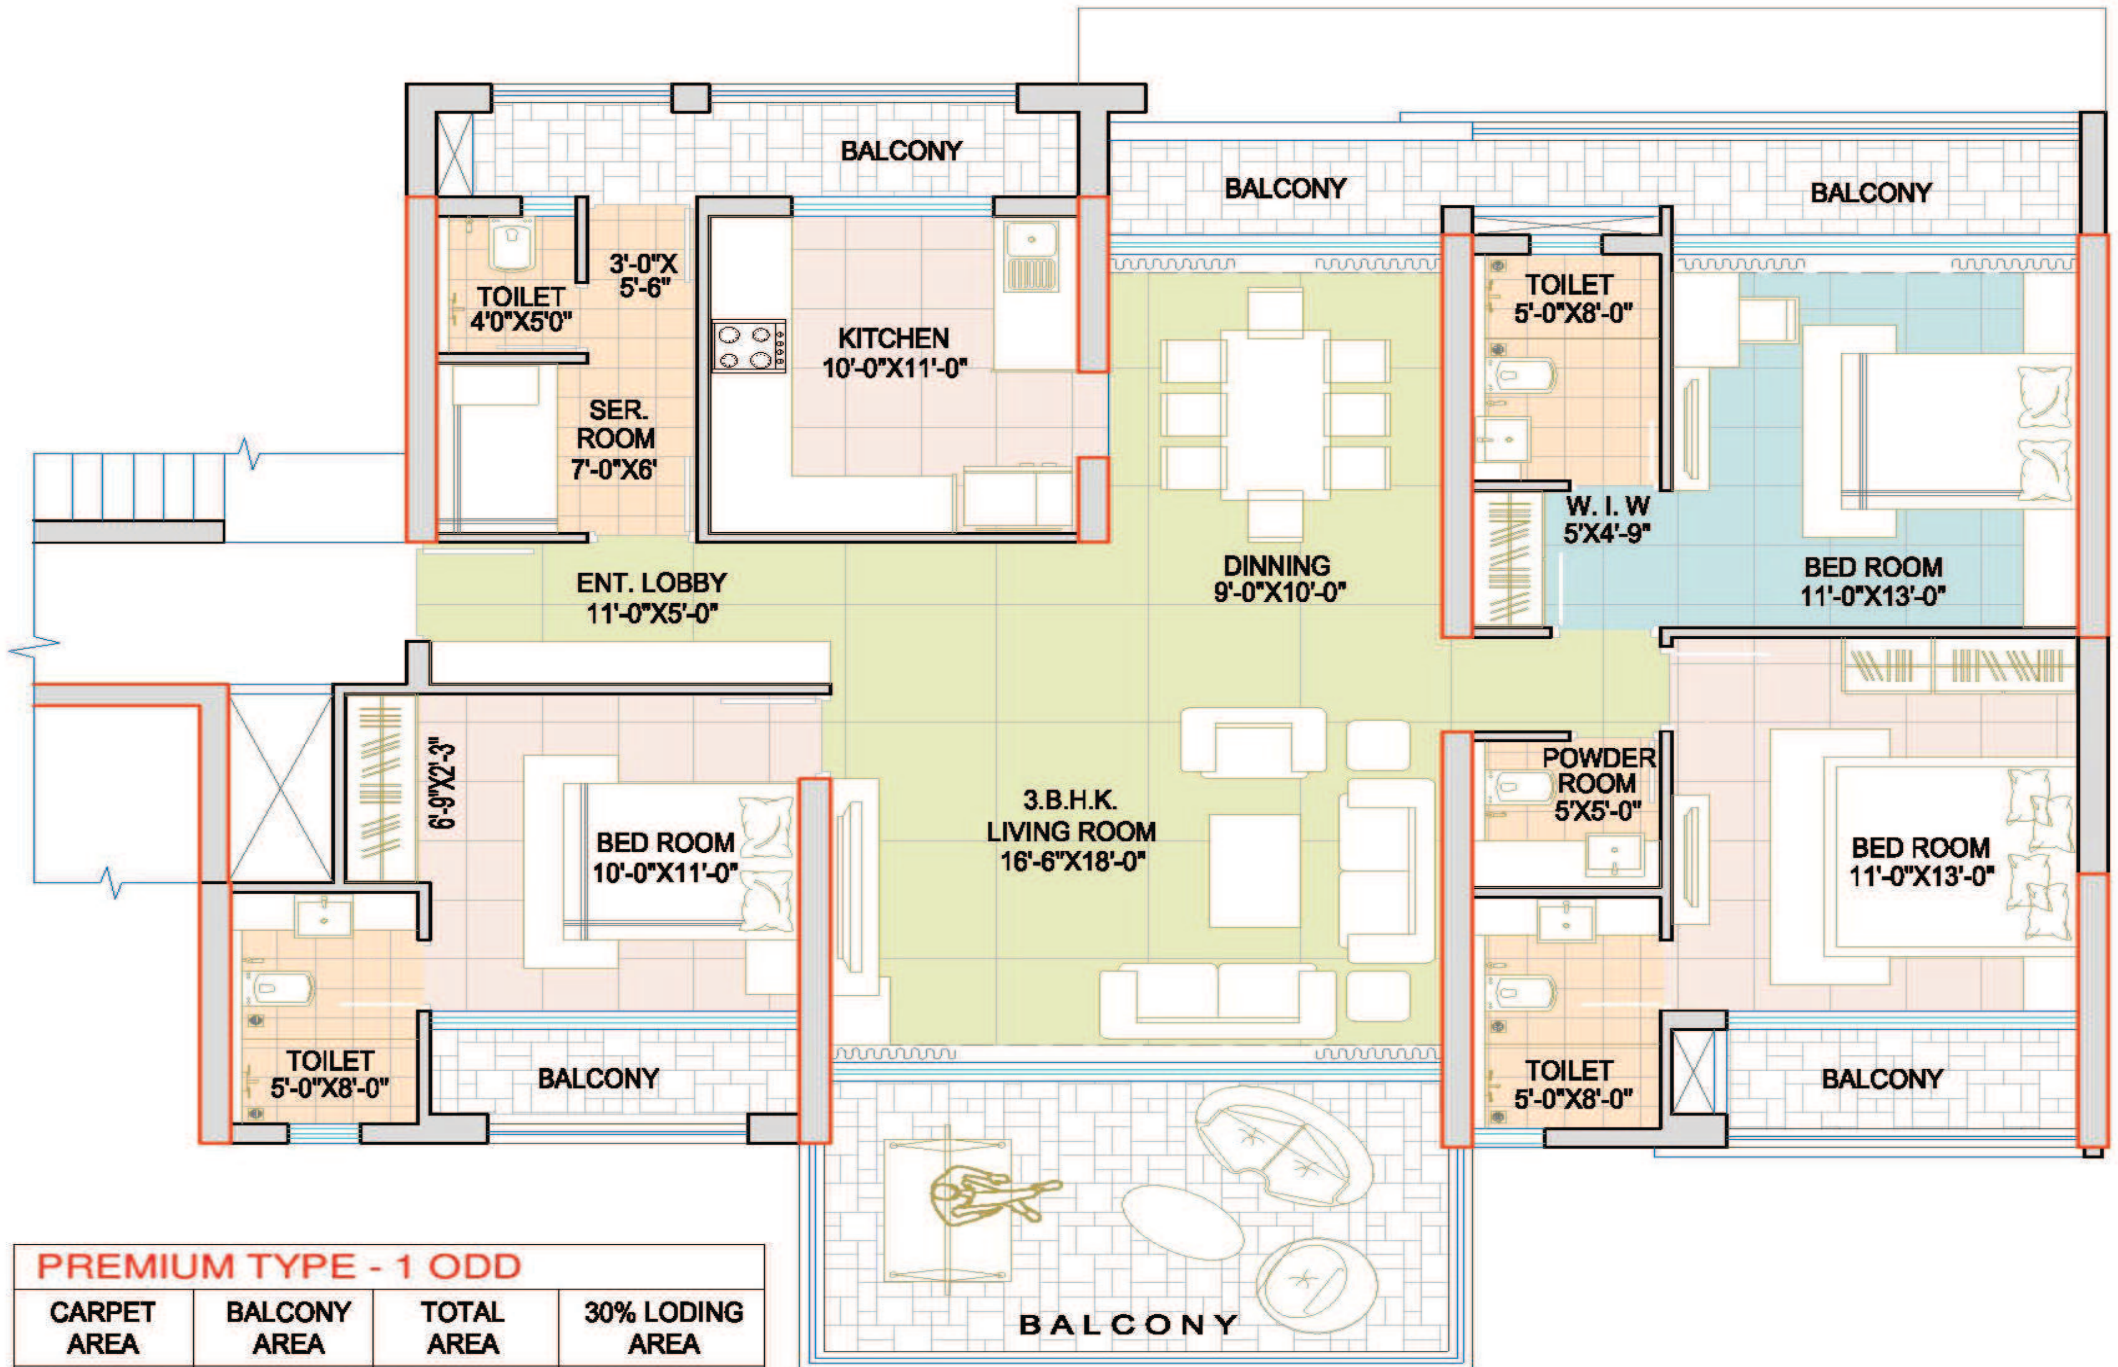 BALCONY
BALCONY
BALCONY
TOILET
4'0"X5'0"
3'-0"X
5'-6"
KITCHEN
10'-0"X11'-0"
SER.
ROOM
7'-0"X6'
TOILET
5'-0"X8'-0"
W. I. W
5'X4'-9"
ENT. LOBBY
11'-0"X5'-0"
DINNING
9'-0"X10'-0"
BED ROOM
11'-0"X13'-0"
6'-9"X2'-3"
BED ROOM
10'-0"X11'-0"
3.B.H.K.
LIVING ROOM
16'-6"X18'-0"
POWDER
ROOM
5'X5'-0"
BED ROOM
11'-0"X13'-0"
TOILET
5'-0"X8'-0"
BALCONY
TOILET
5'-0"X8'-0"
BALCONY
BALCONY
PREMIUM TYPE - 1 ODD
CARPET
AREA
BALCONY
AREA
TOTAL
AREA
30% LODING
AREA